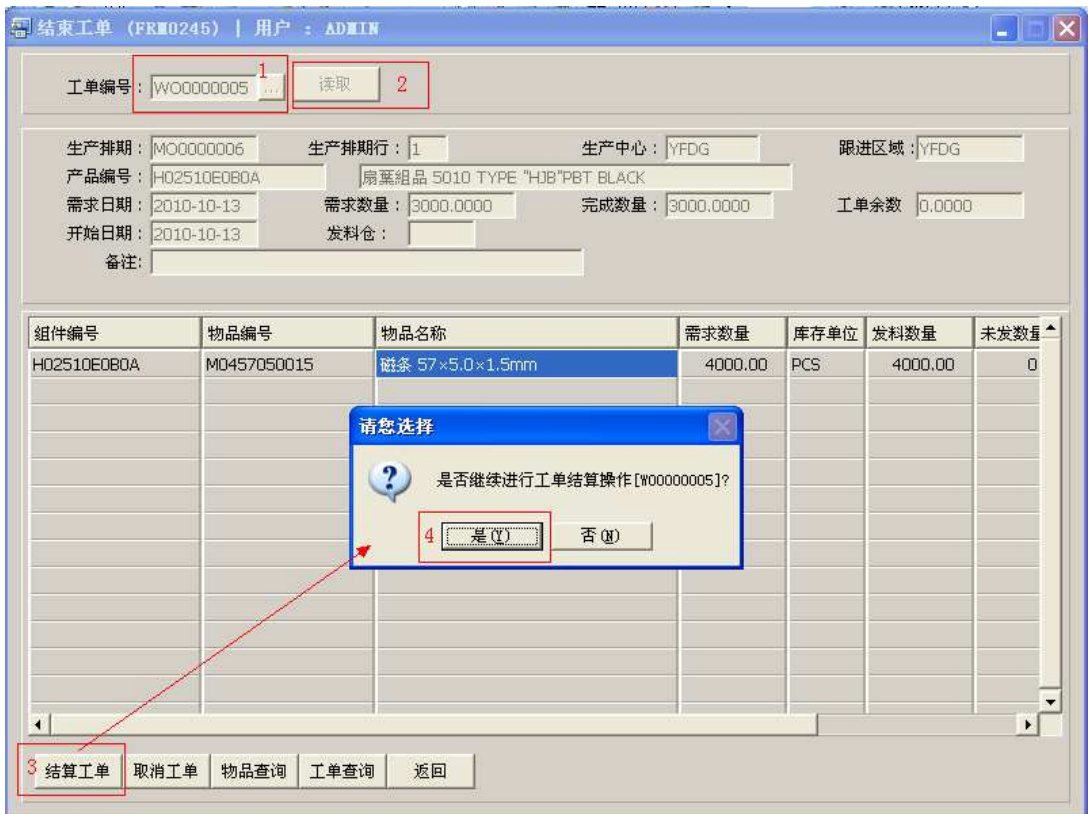 结束工单 (FRM0245) | 用户 : ADMIN
工单编号: WO0000005 1 ... 读取 2
生产排期: MO0000006 生产排期行: 1 生产中心: YFDG 跟进区域: YFDG
产品编号: H02510E0B0A 扇葉組品 5010 TYPE "HJB"PBT BLACK
需求日期: 2010-10-13 需求数量: 3000.0000 完成数量: 3000.0000 工单余数 0.0000
开始日期: 2010-10-13 发料仓:
备注:
组件编号 物品编号 物品名称 需求数量 库存单位 发料数量 未发数量
H02510E0B0A M0457050015 磁条 57×5.0×1.5mm 4000.00 PCS 4000.00 0
请您选择
是否继续进行工单结算操作[WO0000005]?
4 是(Y) 否(N)
3 结算工单 取消工单 物品查询 工单查询 返回